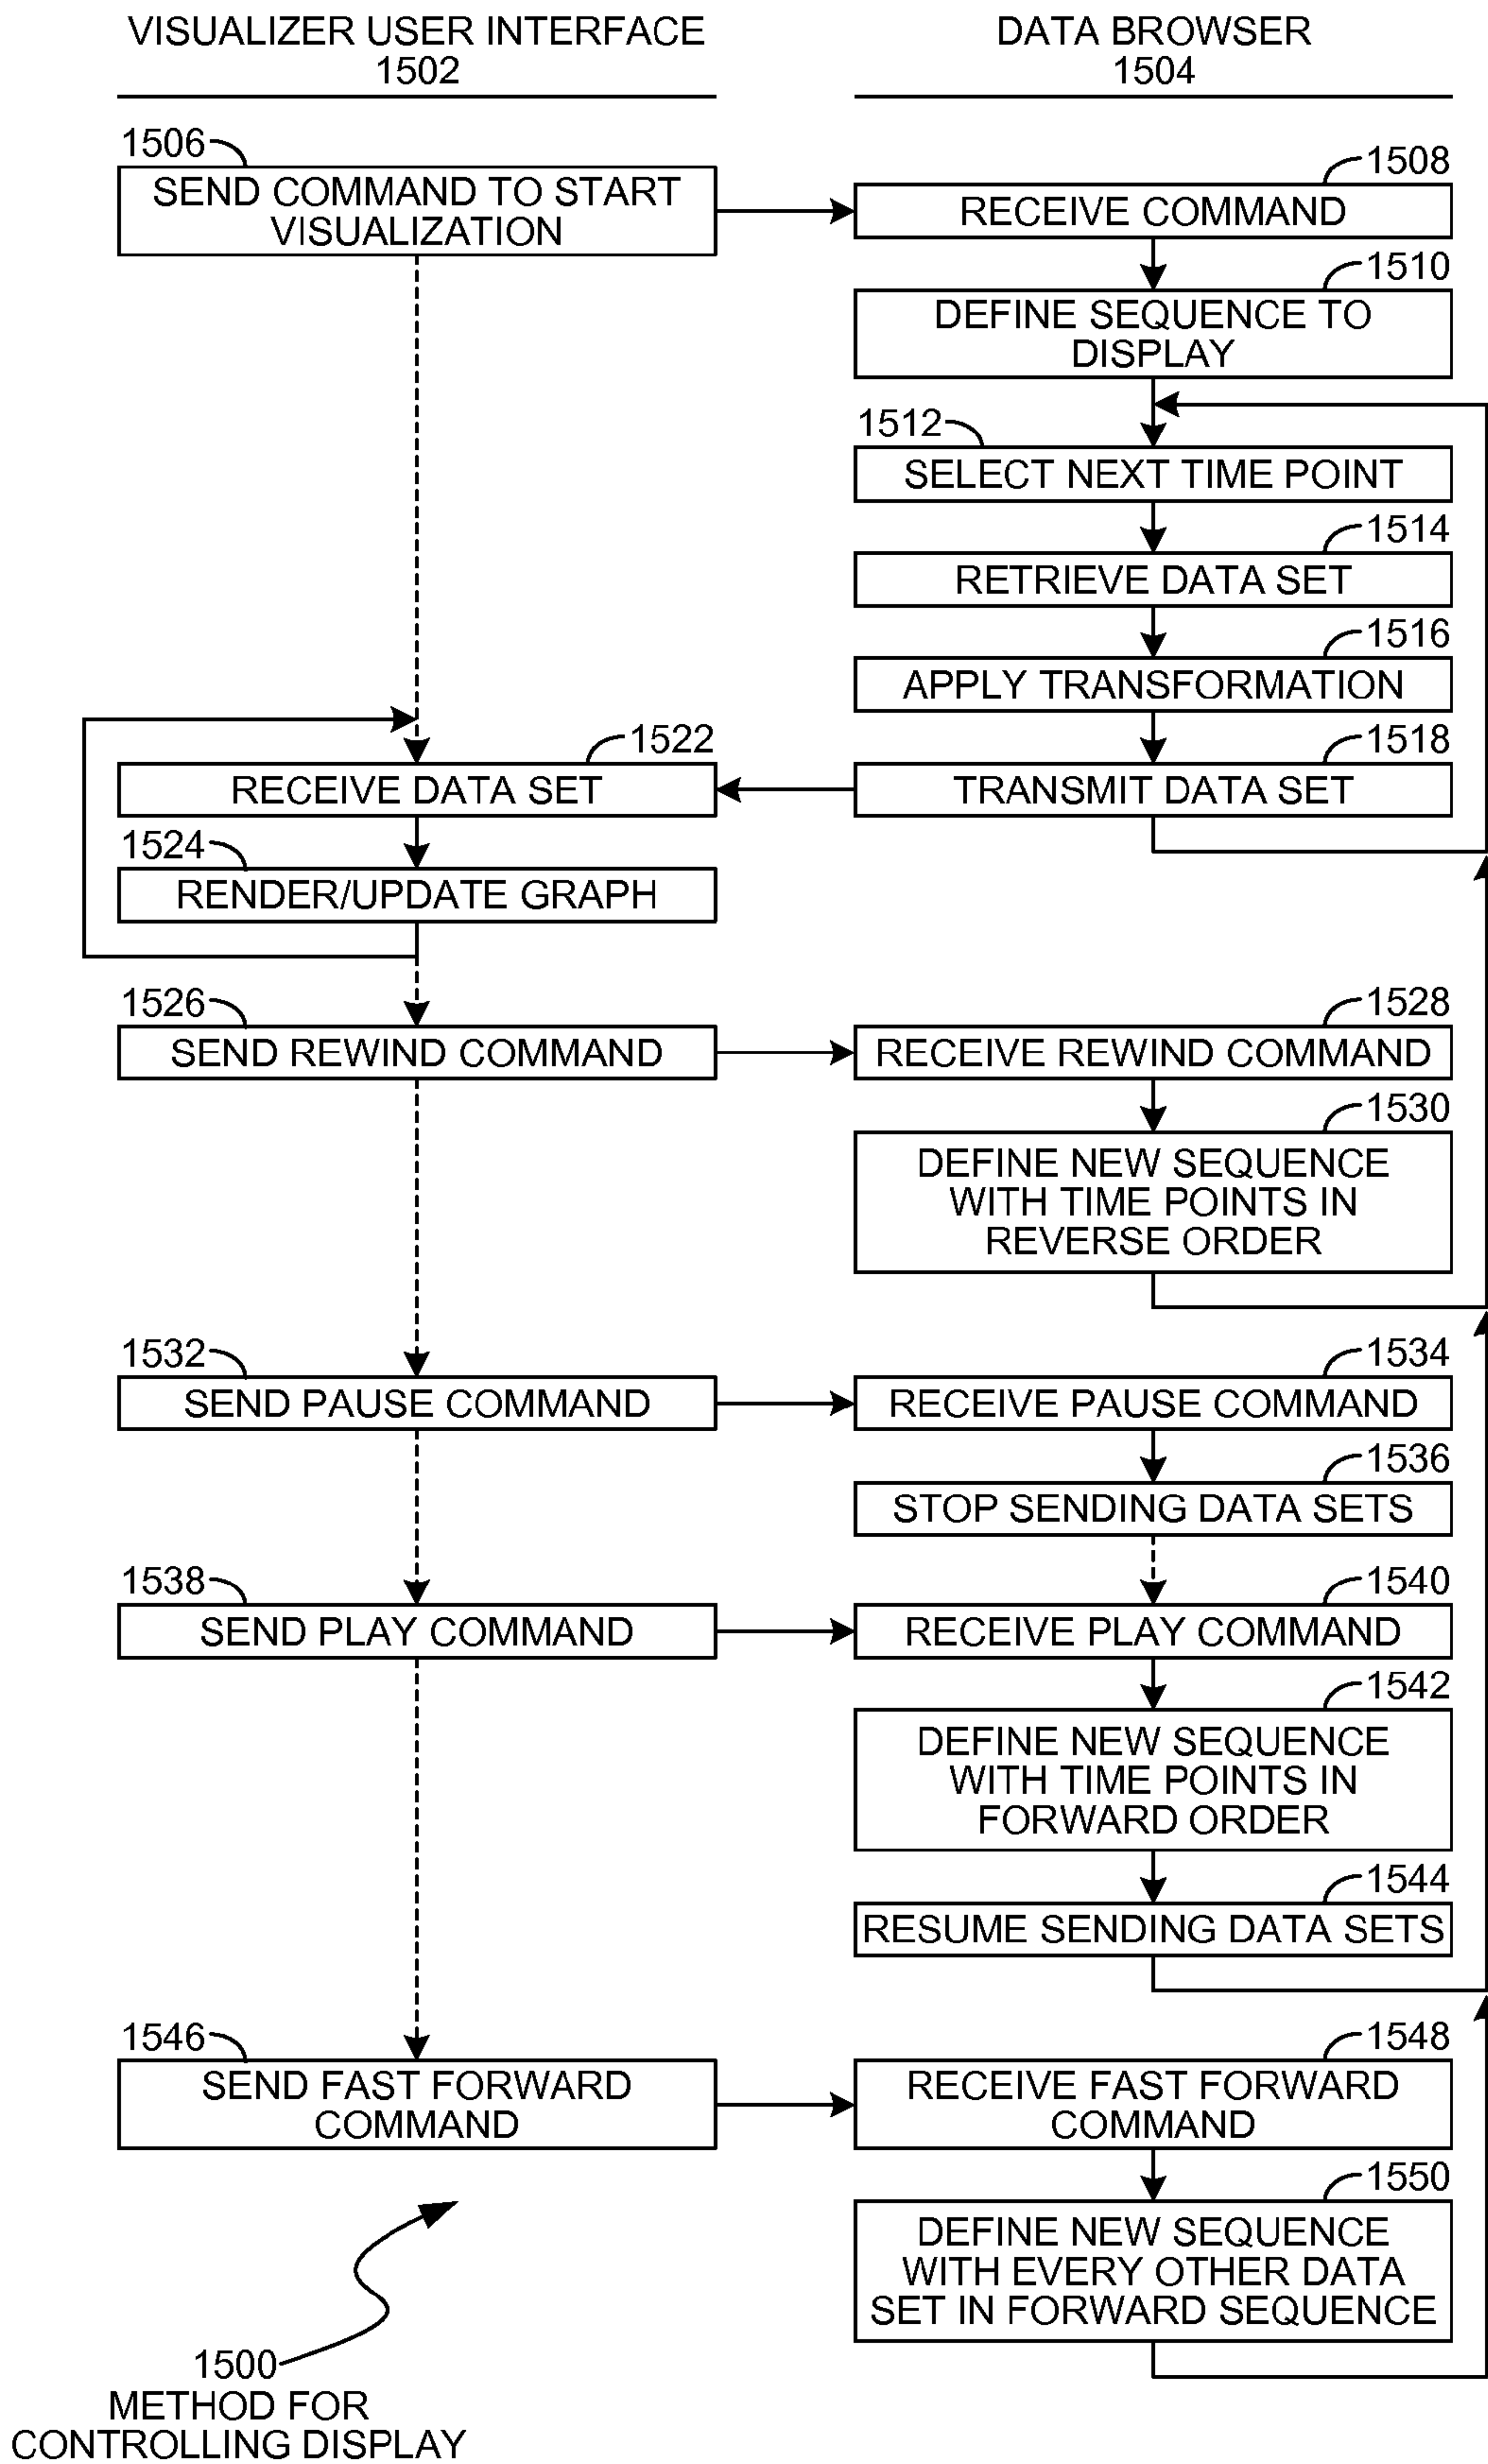 VISUALIZER USER INTERFACE
1502
DATA BROWSER
1504
1506
SEND COMMAND TO START
VISUALIZATION
1508
RECEIVE COMMAND
1510
DEFINE SEQUENCE TO
DISPLAY
1512
SELECT NEXT TIME POINT
1514
RETRIEVE DATA SET
1516
APPLY TRANSFORMATION
1518
TRANSMIT DATA SET
1522
RECEIVE DATA SET
1524
RENDER/UPDATE GRAPH
1526
SEND REWIND COMMAND
1528
RECEIVE REWIND COMMAND
1530
DEFINE NEW SEQUENCE
WITH TIME POINTS IN
REVERSE ORDER
1532
SEND PAUSE COMMAND
1534
RECEIVE PAUSE COMMAND
1536
STOP SENDING DATA SETS
1538
SEND PLAY COMMAND
1540
RECEIVE PLAY COMMAND
1542
DEFINE NEW SEQUENCE
WITH TIME POINTS IN
FORWARD ORDER
1544
RESUME SENDING DATA SETS
1546
SEND FAST FORWARD
COMMAND
1548
RECEIVE FAST FORWARD
COMMAND
1550
DEFINE NEW SEQUENCE
WITH EVERY OTHER DATA
SET IN FORWARD SEQUENCE
1500
METHOD FOR
CONTROLLING DISPLAY